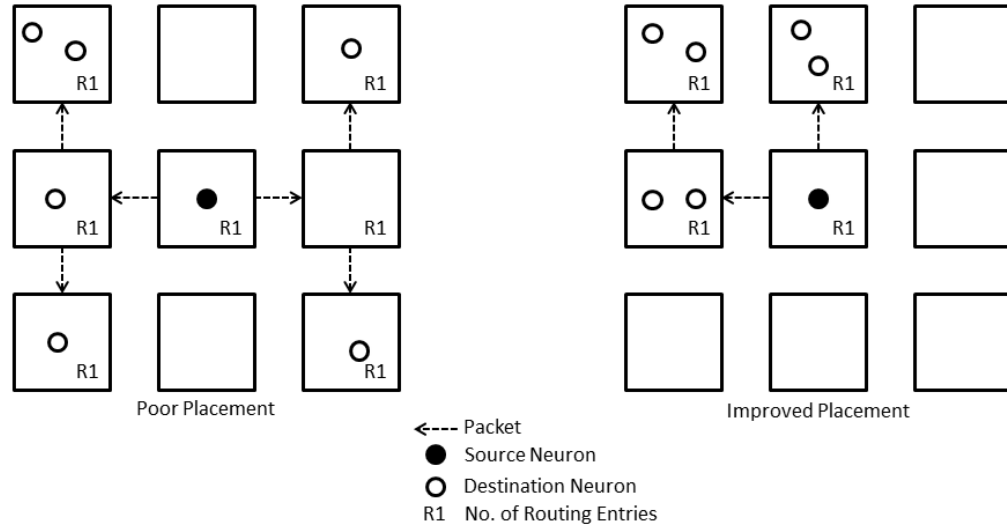 R1 R1 R1 R1
R1 R1 R1 R1 R1
R1 R1
Poor Placement Improved Placement
Packet
Source Neuron
Destination Neuron
R1 No. of Routing Entries